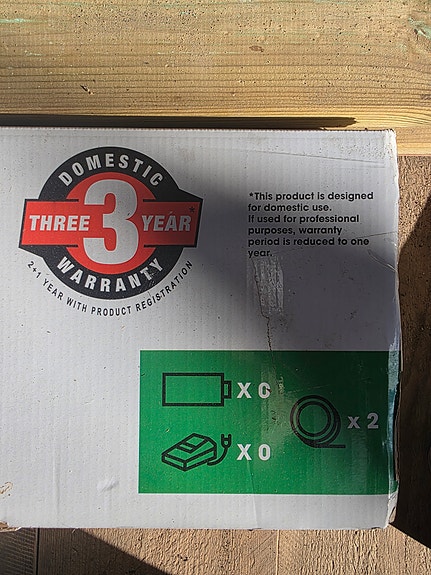 DOMESTIC
THREE 3 YEAR*
WARRANTY
2+1 YEAR WITH PRODUCT REGISTRATION
*This product is designed
for domestic use.
If used for professional
purposes, warranty
period is reduced to one
year.
X 0
X 0
X 2